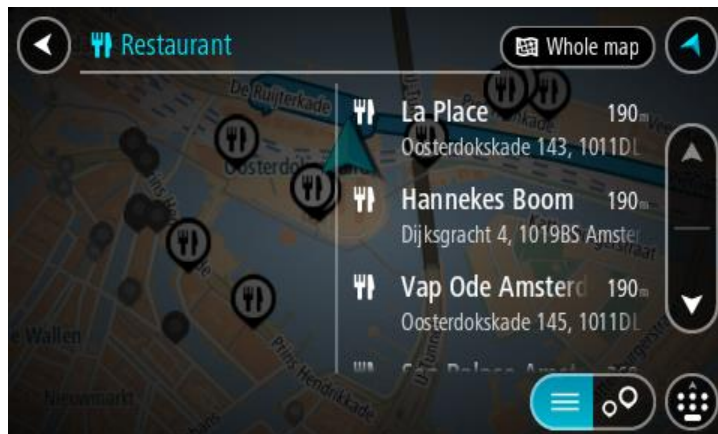 Restaurant
Whole map
De Ruijterkade
La Place 190m
Oosterdokskade 143, 1011DL
Hannekes Boom 190m
Dijksgracht 4, 1019BS Amster
Vap Ode Amsterd 190m
Oosterdokskade 145, 1011DL
Prins Hendrikkade
Nieuwmarkt
e Wallen